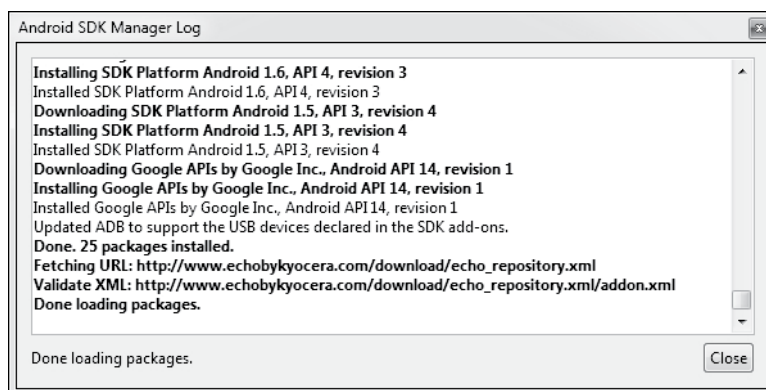 Android SDK Manager Log
Installing SDK Platform Android 1.6, API 4, revision 3
Installed SDK Platform Android 1.6, API 4, revision 3
Downloading SDK Platform Android 1.5, API 3, revision 4
Installing SDK Platform Android 1.5, API 3, revision 4
Installed SDK Platform Android 1.5, API 3, revision 4
Downloading Google APIs by Google Inc., Android API 14, revision 1
Installing Google APIs by Google Inc., Android API 14, revision 1
Installed Google APIs by Google Inc., Android API 14, revision 1
Updated ADB to support the USB devices declared in the SDK add-ons.
Done. 25 packages installed.
Fetching URL: http://www.echobykyocera.com/download/echo_repository.xml
Validate XML: http://www.echobykyocera.com/download/echo_repository.xml/addon.xml
Done loading packages.
Done loading packages.
Close